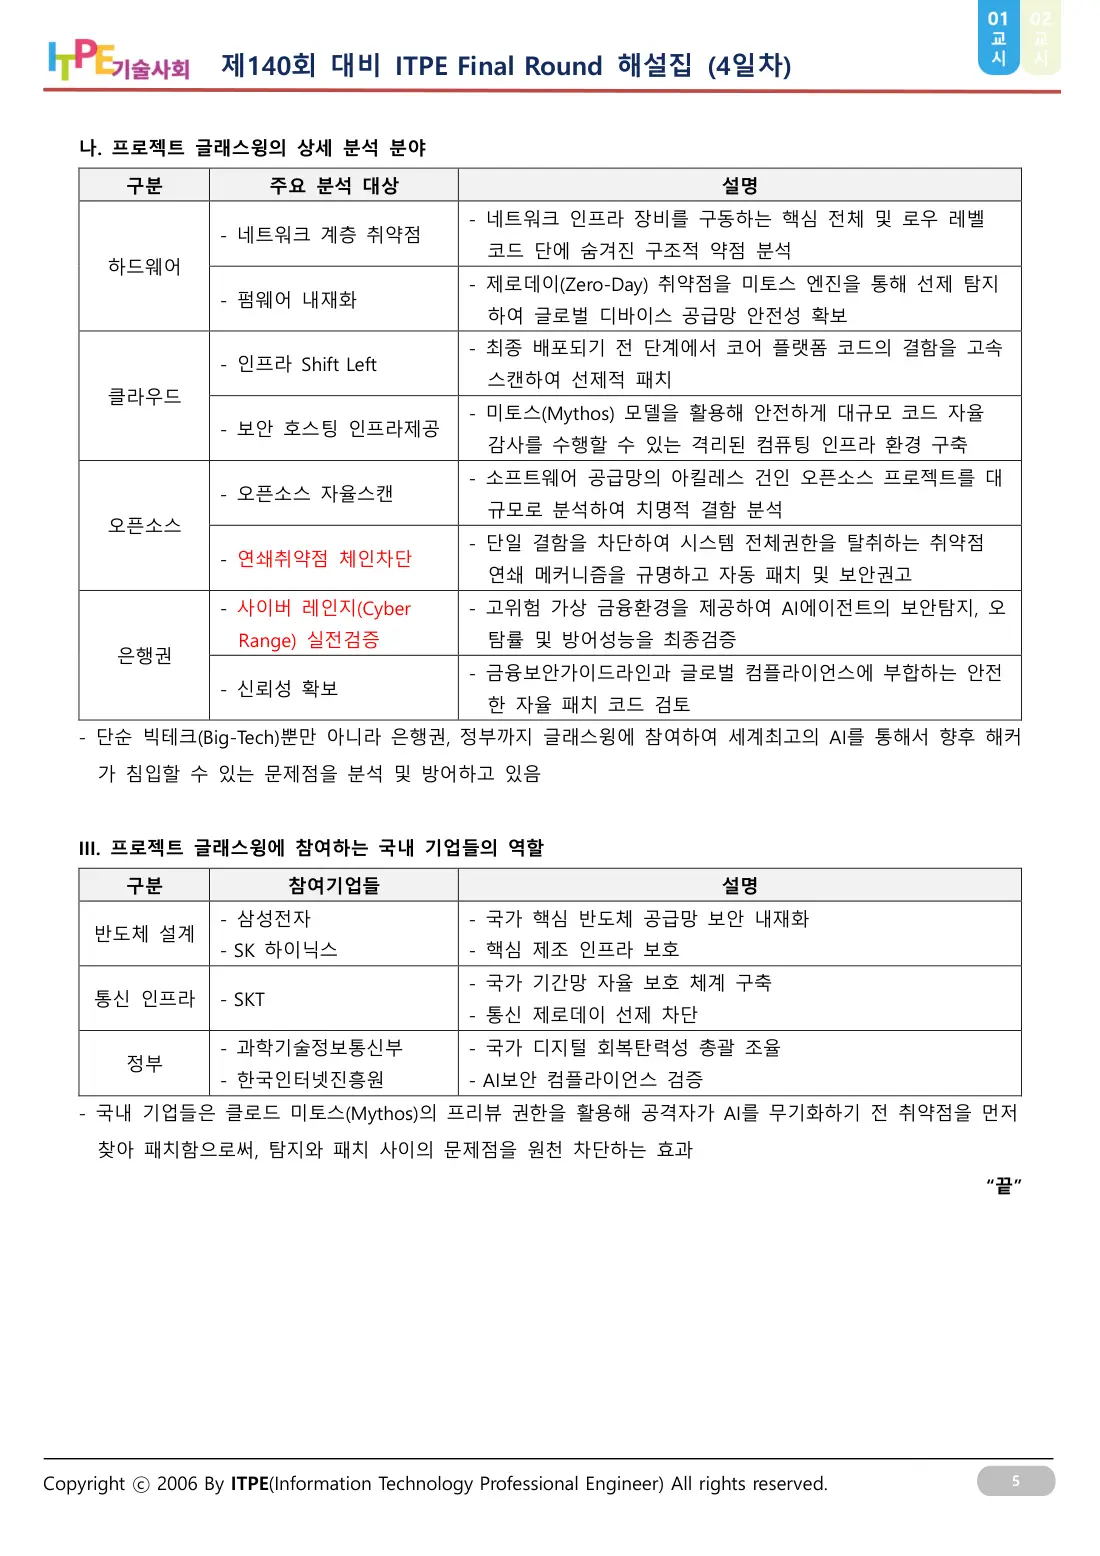 01
교
시
02
교
시
ITPE기술사회 제140회 대비 ITPE Final Round 해설집 (4일차)
나. 프로젝트 글래스윙의 상세 분석 분야
구분 주요 분석 대상 설명
하드웨어
- 네트워크 계층 취약점
- 네트워크 인프라 장비를 구동하는 핵심 전체 및 로우 레벨
코드 단에 숨겨진 구조적 약점 분석
- 펌웨어 내재화
- 제로데이(Zero-Day) 취약점을 미토스 엔진을 통해 선제 탐지
하여 글로벌 디바이스 공급망 안전성 확보
클라우드
- 인프라 Shift Left
- 최종 배포되기 전 단계에서 코어 플랫폼 코드의 결함을 고속
스캔하여 선제적 패치
- 보안 호스팅 인프라제공
- 미토스(Mythos) 모델을 활용해 안전하게 대규모 코드 자율
감사를 수행할 수 있는 격리된 컴퓨팅 인프라 환경 구축
오픈소스
- 오픈소스 자율스캔
- 소프트웨어 공급망의 아킬레스 건인 오픈소스 프로젝트를 대
규모로 분석하여 치명적 결함 분석
- 연쇄취약점 체인차단
- 단일 결함을 차단하여 시스템 전체권한을 탈취하는 취약점
연쇄 메커니즘을 규명하고 자동 패치 및 보안권고
은행권
- 사이버 레인지(Cyber
Range) 실전검증
- 고위험 가상 금융환경을 제공하여 AI에이전트의 보안탐지, 오
탐률 및 방어성능을 최종검증
- 신뢰성 확보
- 금융보안가이드라인과 글로벌 컴플라이언스에 부합하는 안전
한 자율 패치 코드 검토
- 단순 빅테크(Big-Tech)뿐만 아니라 은행권, 정부까지 글래스윙에 참여하여 세계최고의 AI를 통해서 향후 해커
가 침입할 수 있는 문제점을 분석 및 방어하고 있음
III. 프로젝트 글래스윙에 참여하는 국내 기업들의 역할
구분 참여기업들 설명
반도체 설계
- 삼성전자
- SK 하이닉스
- 국가 핵심 반도체 공급망 보안 내재화
- 핵심 제조 인프라 보호
통신 인프라
- SKT
- 국가 기간망 자율 보호 체계 구축
- 통신 제로데이 선제 차단
정부
- 과학기술정보통신부
- 한국인터넷진흥원
- 국가 디지털 회복탄력성 총괄 조율
- AI보안 컴플라이언스 검증
- 국내 기업들은 클로드 미토스(Mythos)의 프리뷰 권한을 활용해 공격자가 AI를 무기화하기 전 취약점을 먼저
찾아 패치함으로써, 탐지와 패치 사이의 문제점을 원천 차단하는 효과
“끝”
Copyright ⓒ 2006 By ITPE(Information Technology Professional Engineer) All rights reserved.
5